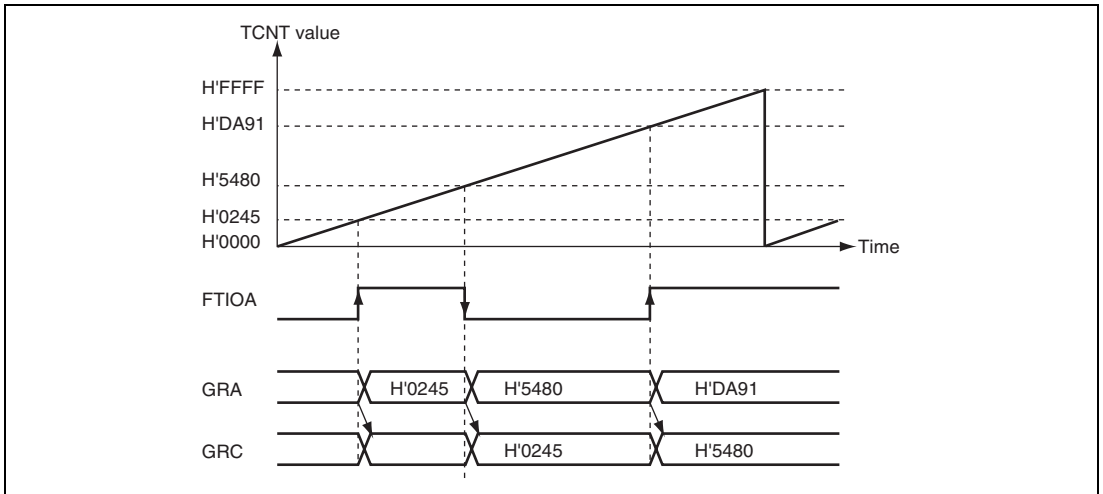 TCNT value
H'FFFF
H'DA91
H'5480
H'0245
H'0000
Time
FTIOA
GRA H'0245 H'5480 H'DA91
GRC H'0245 H'5480